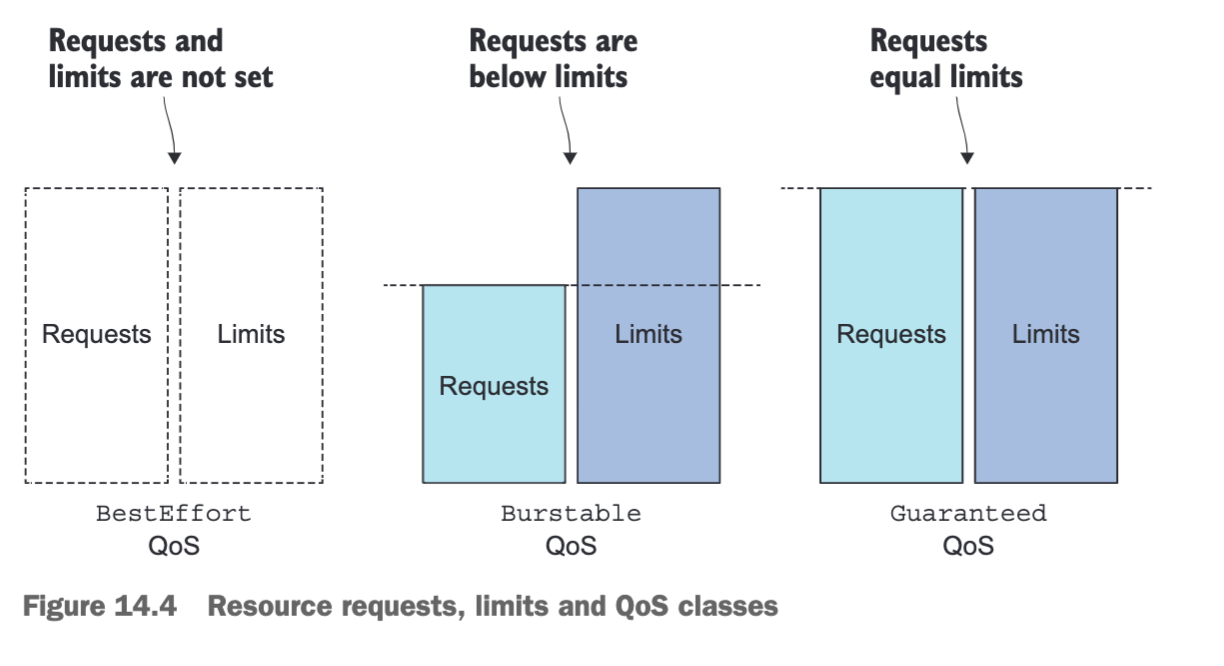 Requests and
limits are not set
Requests are
below limits
Requests
equal limits
Requests
Limits
Requests
Limits
Requests
Limits
BestEffort
QoS
Burstable
QoS
Guaranteed
QoS
Figure 14.4 Resource requests, limits and QoS classes